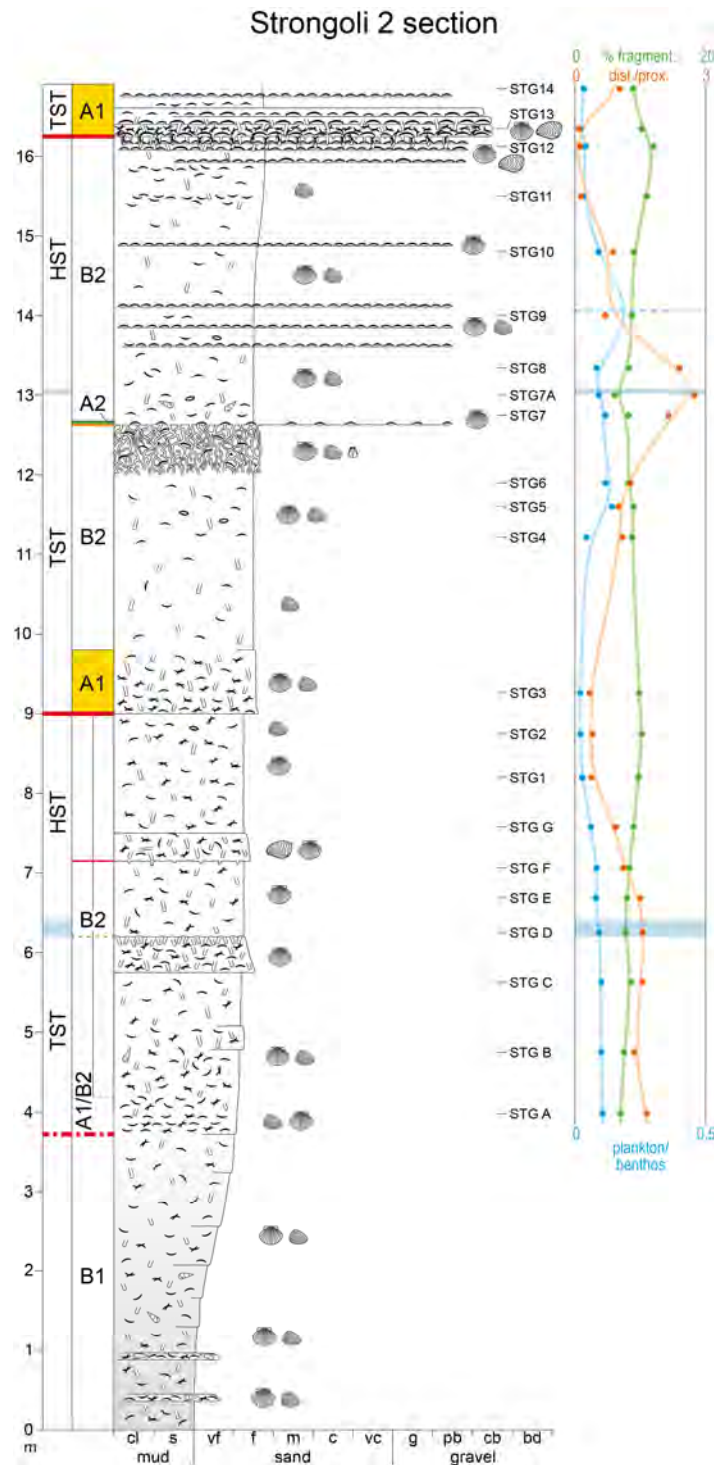 Strongoli 2 section
0 % fragment. 20
dist./prox. 3
TST A1 STG14
STG13
16 STG12
STG11
15
HST B2 STG10
14 STG9
STG8
13 STG7A
A2 STG7
12 STG6
STG5
TST B2 STG4
11
10
A1 STG3
9
STG2
STG1
8
HST STG G
7 STG F
STG E
B2
STG D
6
STG C
TST
5 STG B
A1/B2
4 STG A
0 0.5
plankton/
benthos
3
2
B1
1
0
m cl s vf f m c vc g pb cb bd
mud sand gravel